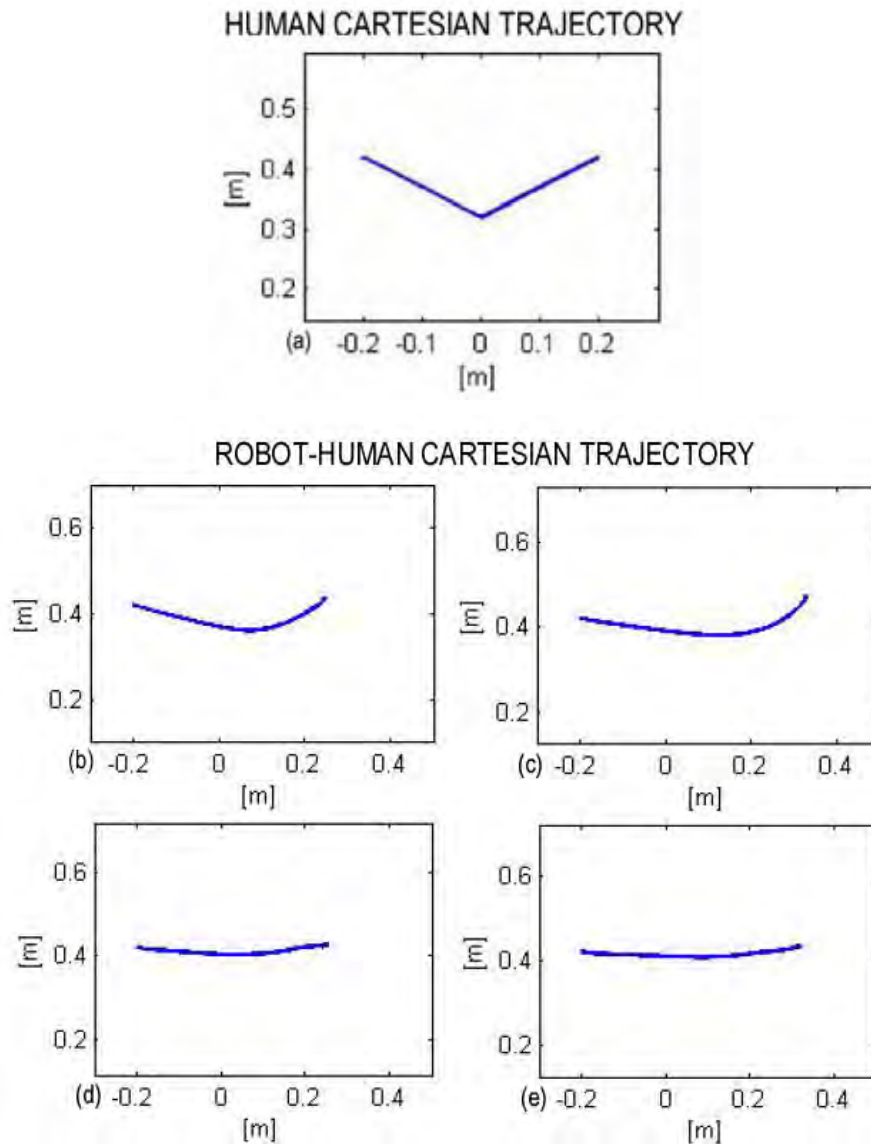 HUMAN CARTESIAN TRAJECTORY
0.5
0.4
0.3
0.2
[m]
(a) -0.2 -0.1 0 0.1 0.2
[m]
ROBOT-HUMAN CARTESIAN TRAJECTORY
0.6
0.4
0.2
[m]
(b) -0.2 0 0.2 0.4
[m]
0.6
0.4
0.2
[m]
(c) -0.2 0 0.2 0.4
[m]
0.6
0.4
0.2
[m]
(d) -0.2 0 0.2 0.4
[m]
0.6
0.4
0.2
[m]
(e) -0.2 0 0.2 0.4
[m]